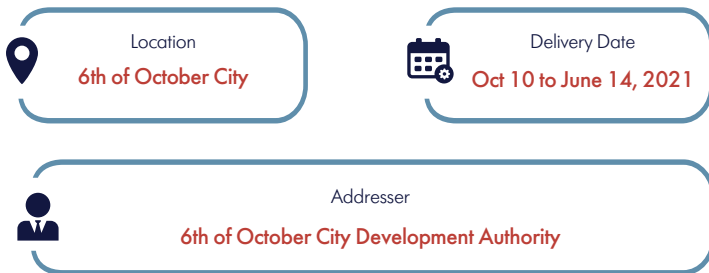 Location
6th of October City
Delivery Date
Oct 10 to June 14, 2021
Addresser
6th of October City Development Authority